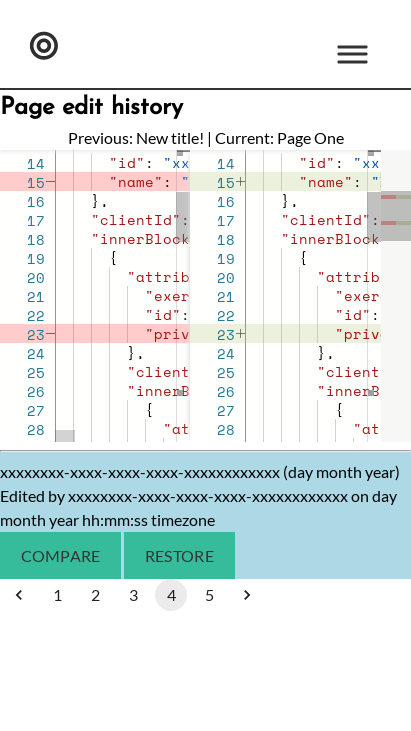 Page edit history
Previous: New title! | Current: Page One
14 "id": "xx 14 "id": "xx
15— "name": " 15+ "name": "
16 }, 16 },
17 "clientId": 17 "clientId":
18 "innerBlock 18 "innerBlock
19 { 19 {
20 "attrib 20 "attrib
21 "exer 21 "exer
22 "id": 22 "id":
23— "priv 23+ "priv
24 }, 24 },
25 "client 25 "client
26 "innerB 26 "innerB
27 { 27 {
28 "at 28 "at
xxxxxxxx-xxxx-xxxx-xxxx-xxxxxxxxxxxx (day month year)
Edited by xxxxxxxx-xxxx-xxxx-xxxx-xxxxxxxxxxxx on day
month year hh:mm:ss timezone
COMPARE RESTORE
1 2 3 4 5